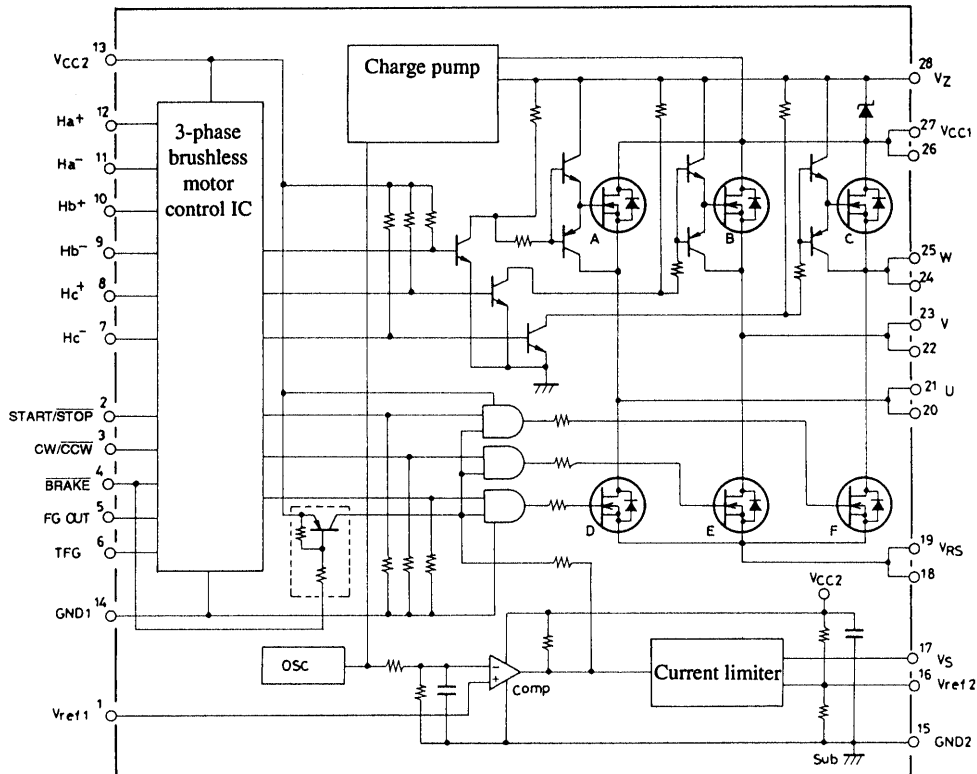 13
VCC2
12
Ha+
11
Ha-
10
Hb+
9
Hb-
8
Hc+
7
Hc-
2
START/STOP
3
CW/CCW
4
BRAKE
5
FG OUT
6
TFG
14
GND1
1
Vref1
3-phase
brushless
motor
control IC
Charge pump
A
B
C
D
E
F
OSC
Comp
Current limiter
VCC2
Sub
28
VZ
27
VCC1
26
25
W
24
23
V
22
21
U
20
19
VRS
18
17
VS
16
Vref2
15
GND2